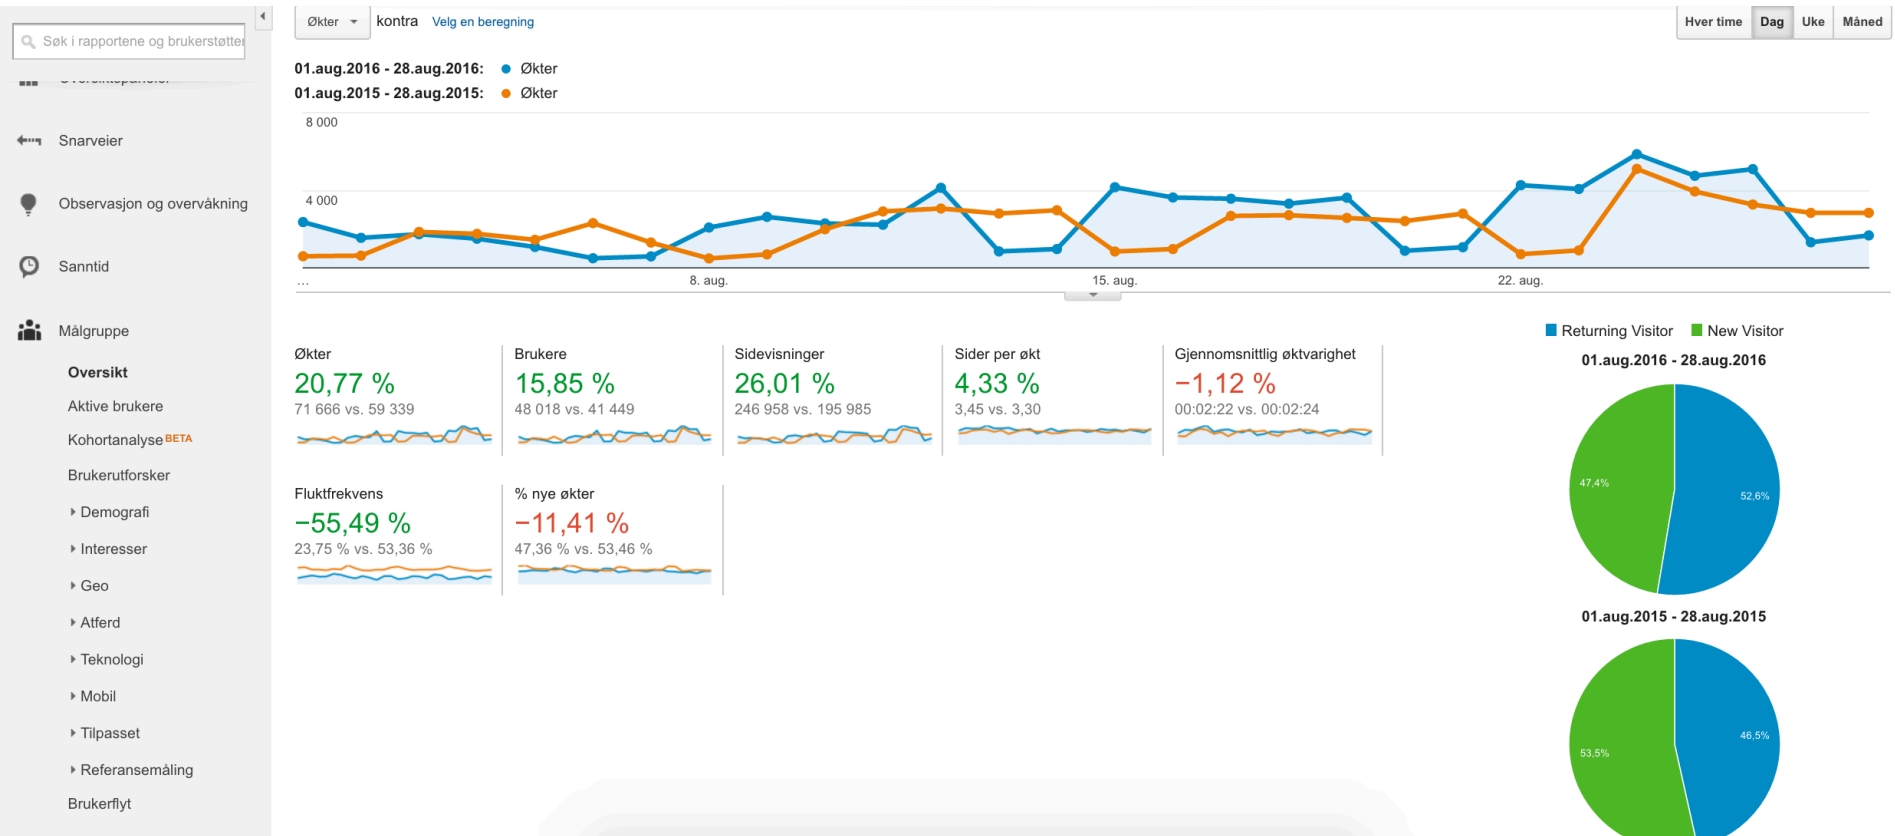 Søk i rapportene og brukerstøtter
Snarveier
Observasjon og overvåkning
Sanntid
Målgruppe
Oversikt
Aktive brukere
Kohortanalyse BETA
Brukerutforsker
Demografi
Interesser
Geo
Atferd
Teknologi
Mobil
Tilpasset
Referansemåling
Brukerflyt
Økter kontra Velg en beregning
Hver time Dag Uke Måned
01.aug.2016 - 28.aug.2016: Økter
01.aug.2015 - 28.aug.2015: Økter
8 000
4 000
... 8. aug. 15. aug. 22. aug.
Økter
20,77 %
71 666 vs. 59 339
Brukere
15,85 %
48 018 vs. 41 449
Sidevisninger
26,01 %
246 958 vs. 195 985
Sider per økt
4,33 %
3,45 vs. 3,30
Gjennomsnittlig øktvarighet
−1,12 %
00:02:22 vs. 00:02:24
Fluktfrekvens
−55,49 %
23,75 % vs. 53,36 %
% nye økter
−11,41 %
47,36 % vs. 53,46 %
Returning Visitor New Visitor
01.aug.2016 - 28.aug.2016
47,4%
52,6%
01.aug.2015 - 28.aug.2015
46,5%
53,5%